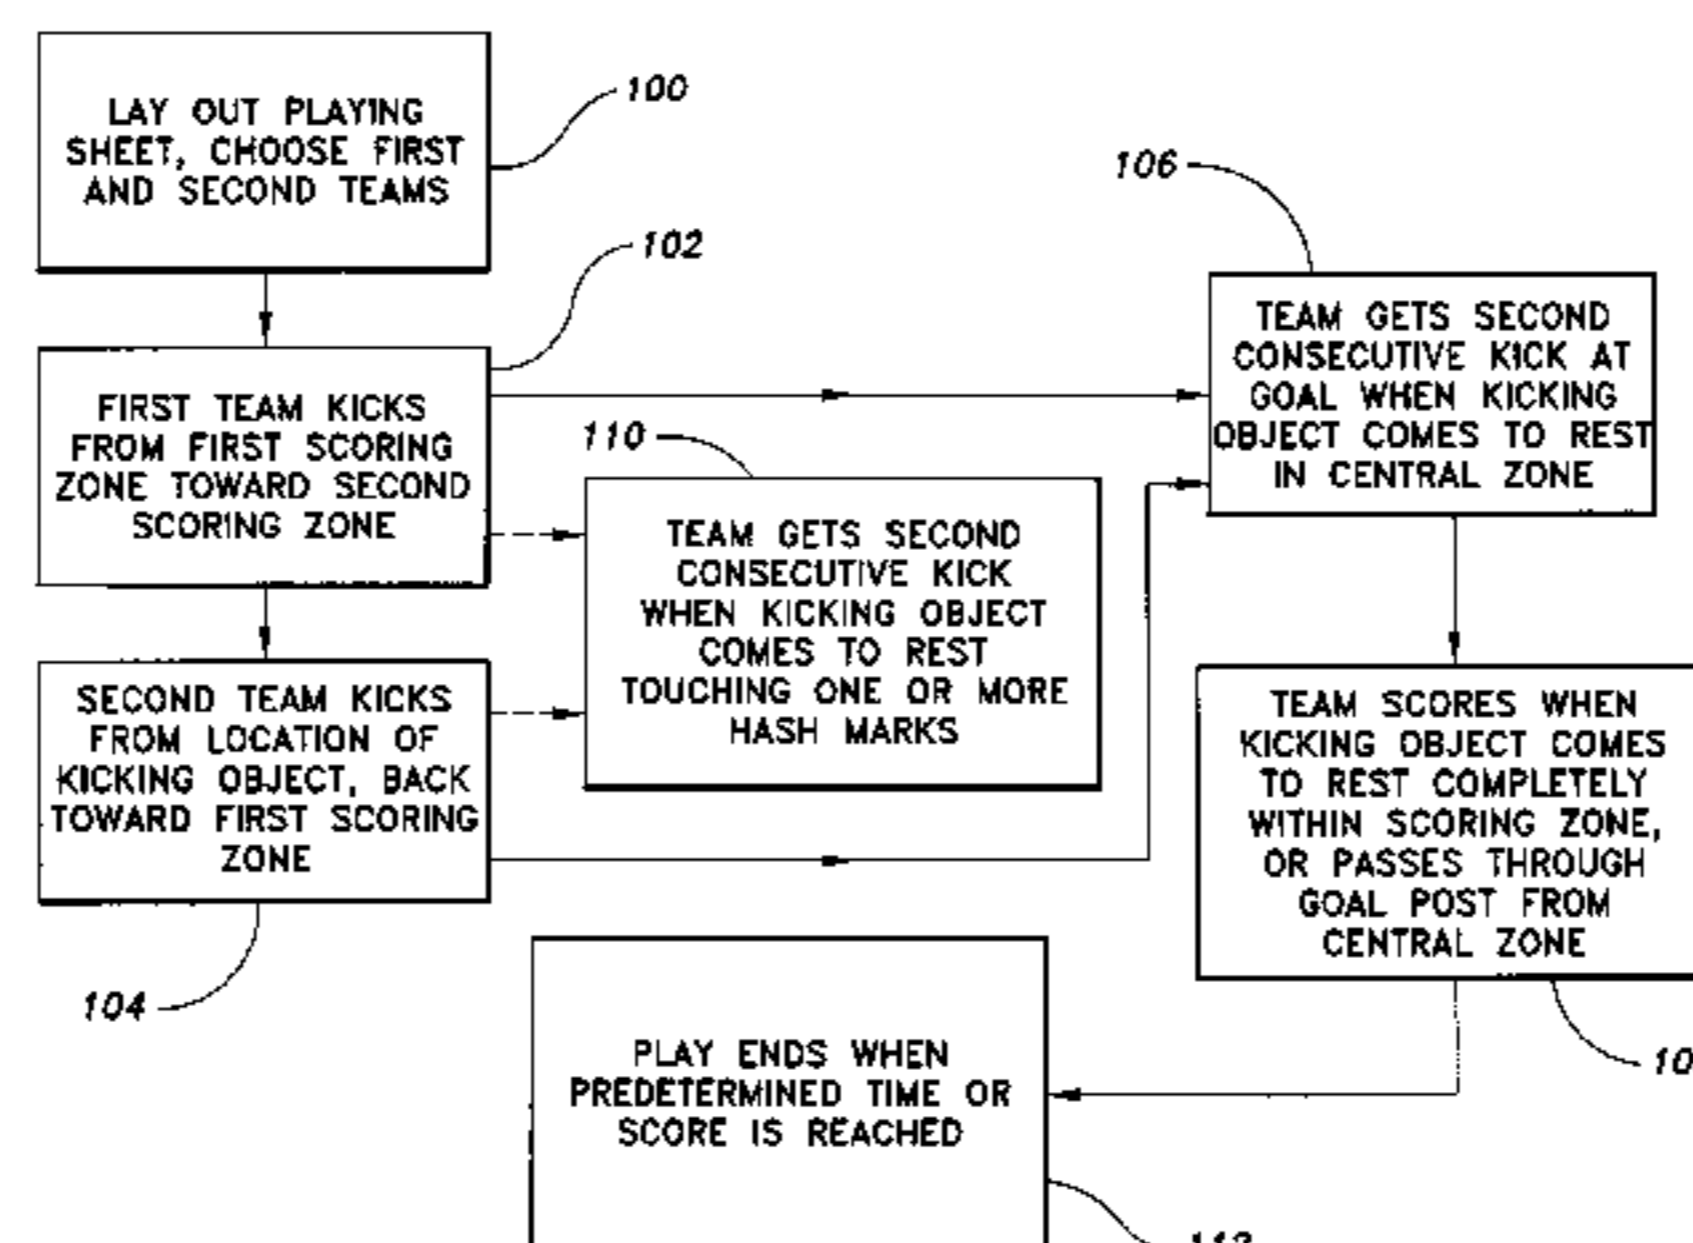 LAY OUT PLAYING
SHEET, CHOOSE FIRST
AND SECOND TEAMS
100
102
FIRST TEAM KICKS
FROM FIRST SCORING
ZONE TOWARD SECOND
SCORING ZONE
106
TEAM GETS SECOND
CONSECUTIVE KICK AT
GOAL WHEN KICKING
OBJECT COMES TO REST
IN CENTRAL ZONE
110
TEAM GETS SECOND
CONSECUTIVE KICK
WHEN KICKING OBJECT
COMES TO REST
TOUCHING ONE OR MORE
HASH MARKS
SECOND TEAM KICKS
FROM LOCATION OF
KICKING OBJECT, BACK
TOWARD FIRST SCORING
ZONE
104
TEAM SCORES WHEN
KICKING OBJECT COMES
TO REST COMPLETELY
WITHIN SCORING ZONE,
OR PASSES THROUGH
GOAL POST FROM
CENTRAL ZONE
PLAY ENDS WHEN
PREDETERMINED TIME OR
SCORE IS REACHED